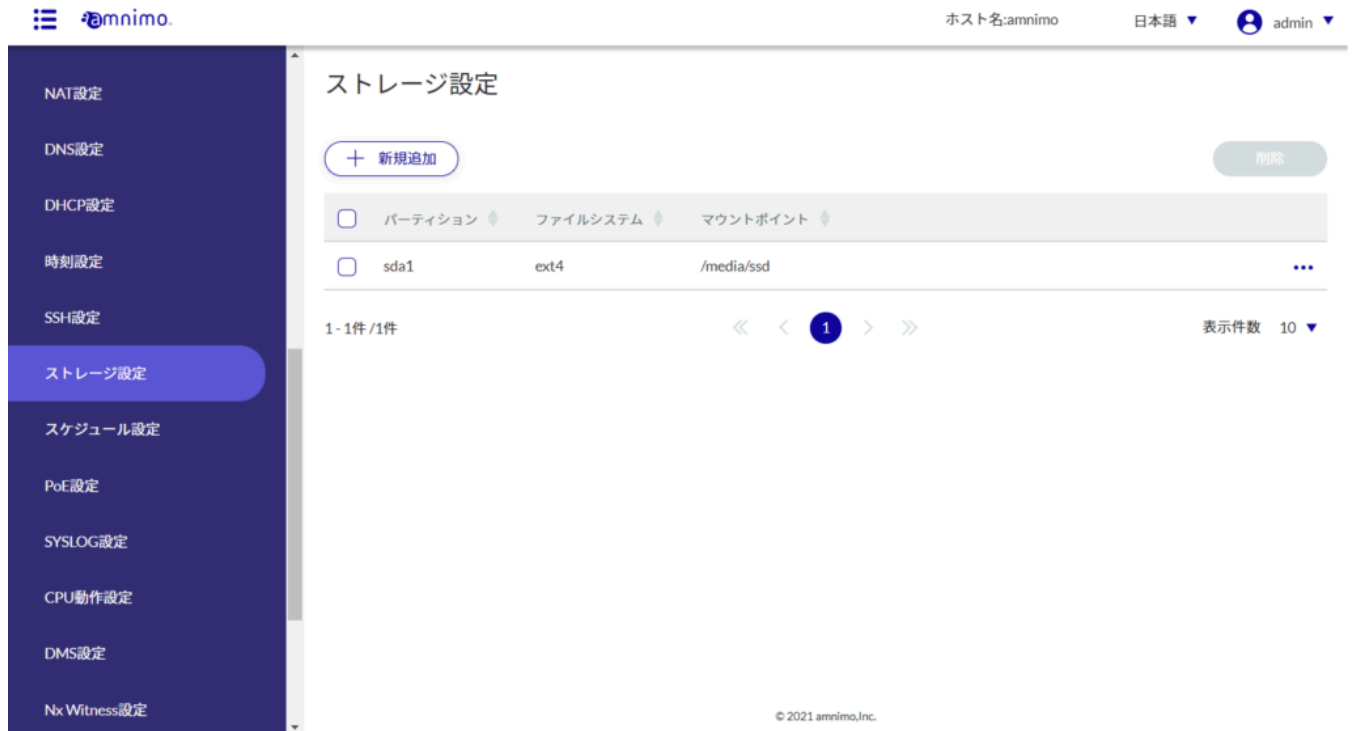 amnimo.
ホスト名:amnimo
日本語
admin
NAT設定
DNS設定
DHCP設定
時刻設定
SSH設定
ストレージ設定
スケジュール設定
PoE設定
SYSLOG設定
CPU動作設定
DMS設定
Nx Witness設定
ストレージ設定
新規追加
削除
パーティション ファイルシステム マウントポイント
sda1 ext4 /media/ssd
1 - 1件 /1件
1
表示件数 10
© 2021 amnimo,Inc.